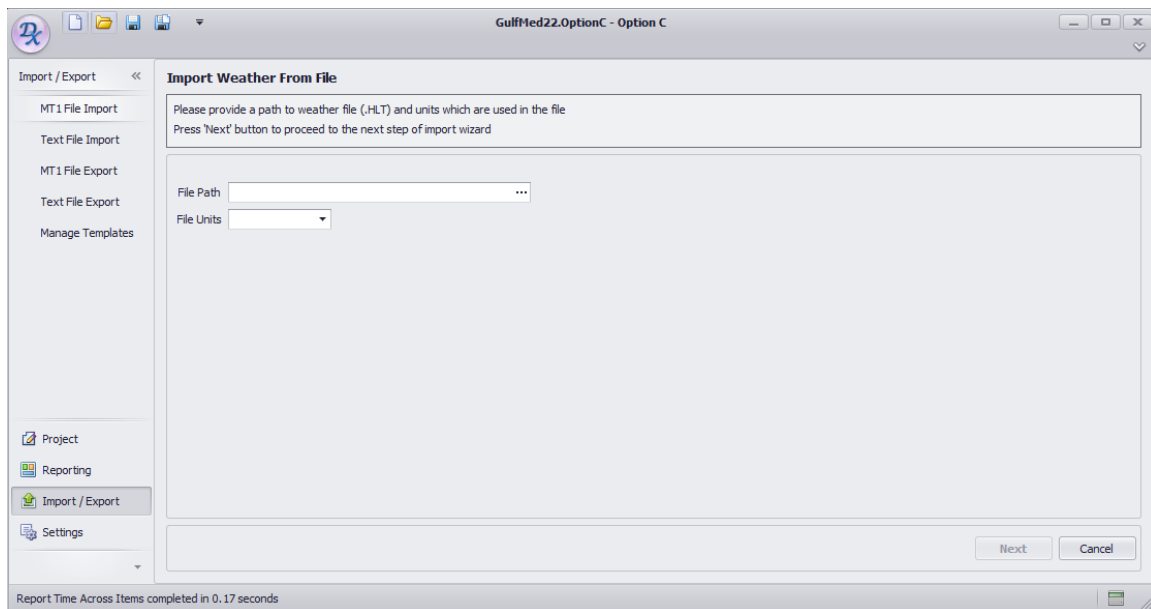 GulfMed22.OptionC - Option C
Import / Export
MT1 File Import
Text File Import
MT1 File Export
Text File Export
Manage Templates
Import Weather From File
Please provide a path to weather file (.HLT) and units which are used in the file
Press 'Next' button to proceed to the next step of import wizard
File Path
File Units
Project
Reporting
Import / Export
Settings
Next Cancel
Report Time Across Items completed in 0.17 seconds